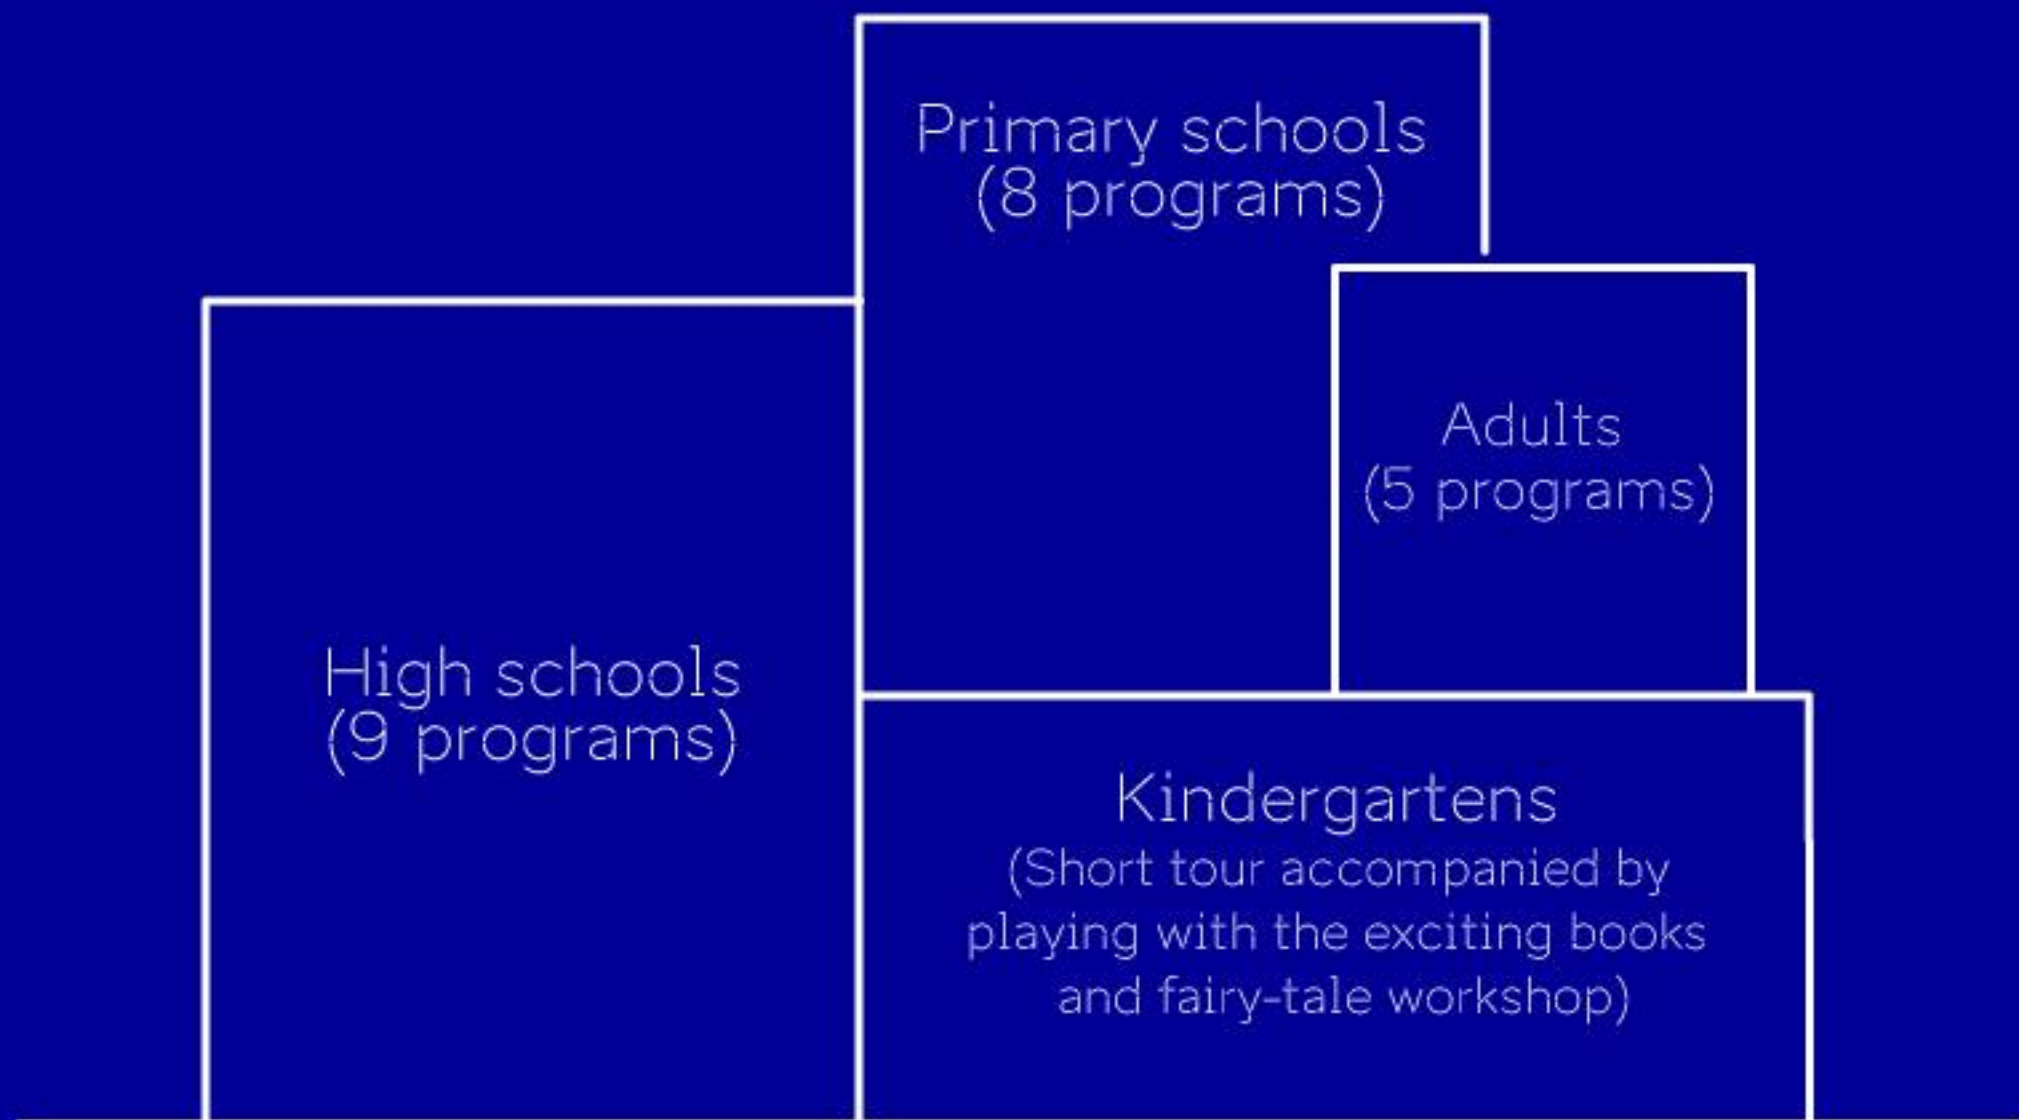 Primary schools
(8 programs)
Adults
(5 programs)
High schools
(9 programs)
Kindergartens
(Short tour accompanied by
playing with the exciting books
and fairy-tale workshop)